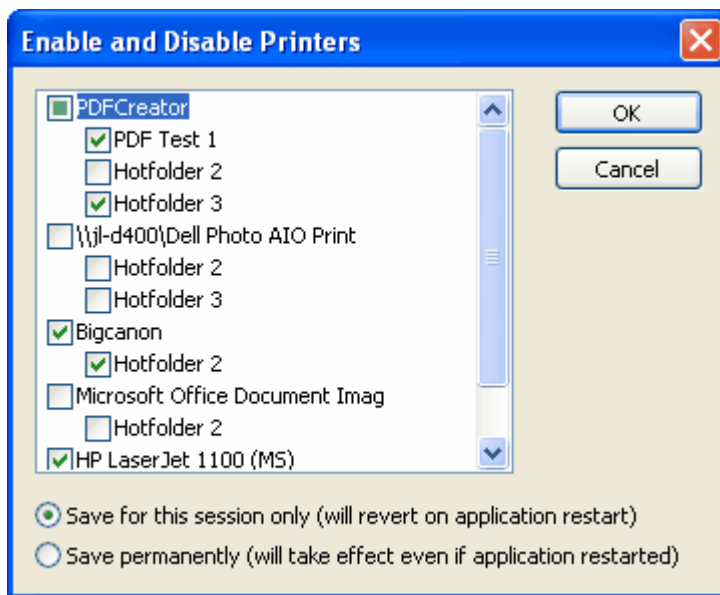 Enable and Disable Printers
PDFCreator
OK
PDF Test 1
Hotfolder 2
Cancel
Hotfolder 3
\\jl-d400\Dell Photo AIO Print
Hotfolder 2
Hotfolder 3
Bigcanon
Hotfolder 2
Microsoft Office Document Imag
Hotfolder 2
HP LaserJet 1100 (MS)
Save for this session only (will revert on application restart)
Save permanently (will take effect even if application restarted)